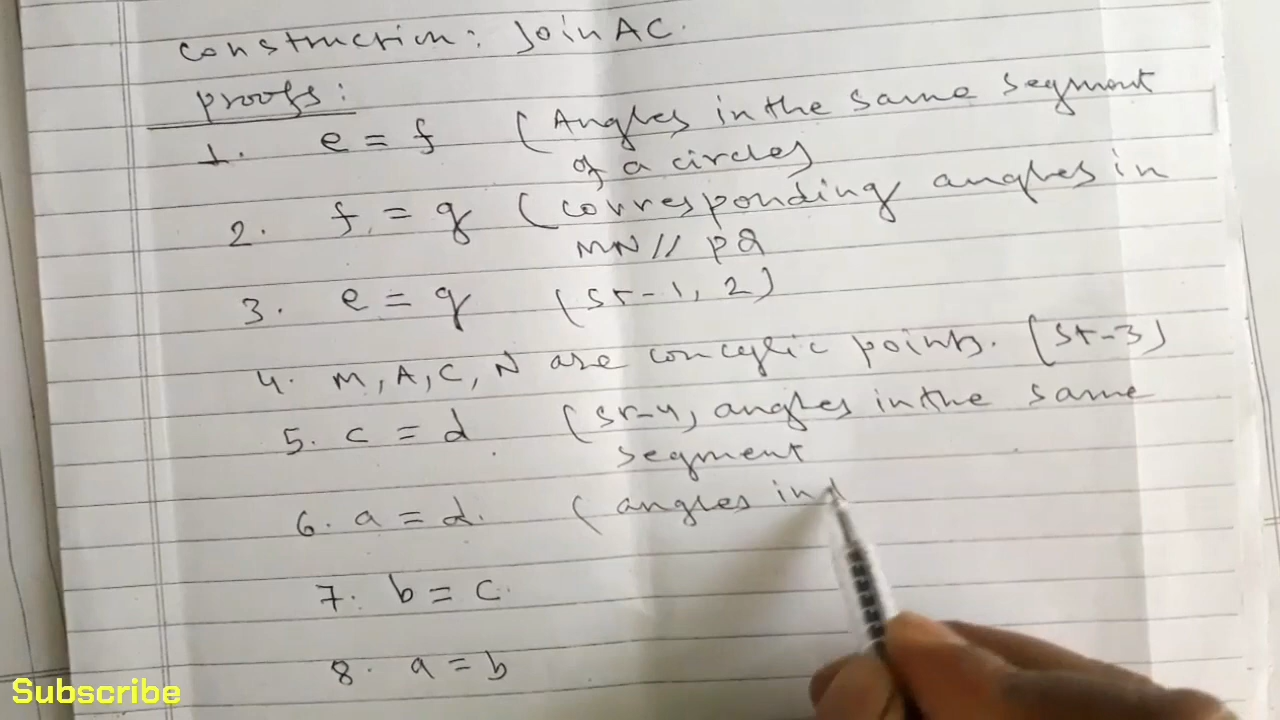 construction: Join AC.
proofs:
1. e = f (Angles in the same segment
of a circles
2. f = g (corresponding angles in
MN // PQ
3. e = g (st-1, 2)
4. M, A, C, N are concylic points. (st-3)
5. c = d (st-4, angles in the same
segment
6. a = d. (angles in
7. b = c.
8. a = b
Subscribe